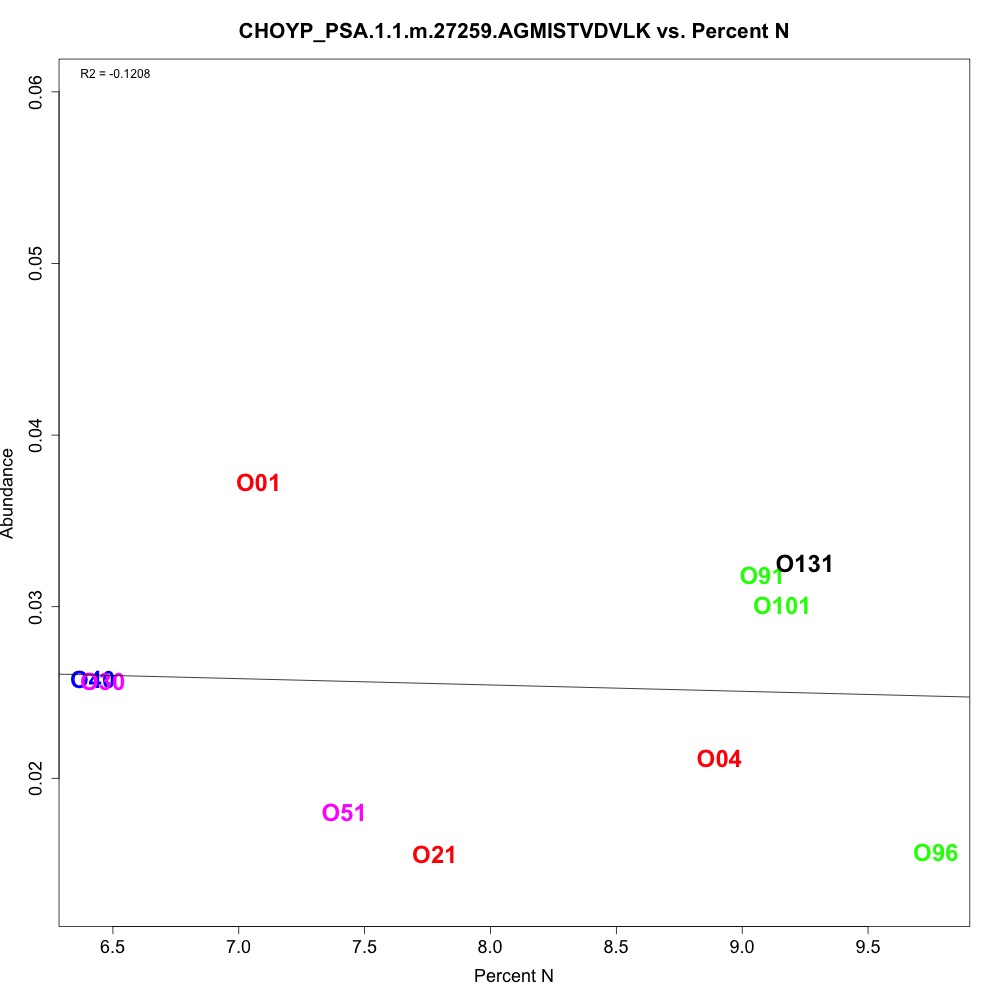 CHOYP_PSA.1.1.m.27259.AGMISTVDVLK vs. Percent N
R2 = -0.1208
0.06
0.05
0.04
0.03
0.02
Abundance
O01
O131
O91
O101
O40
O30
O04
O51
O21
O96
6.5 7.0 7.5 8.0 8.5 9.0 9.5
Percent N